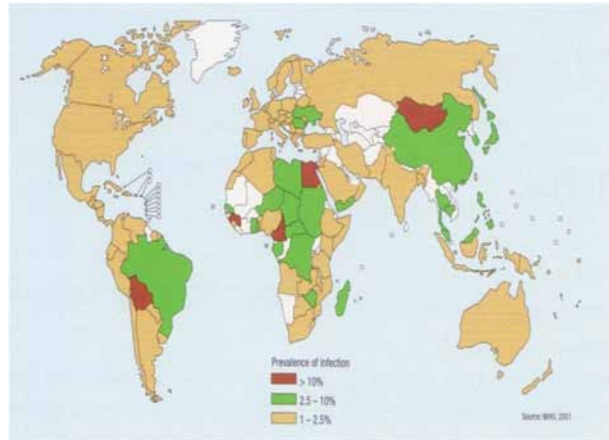 Prevalence of infection
> 10%
2.5 – 10%
1 – 2.5%
Source: WHO, 2001